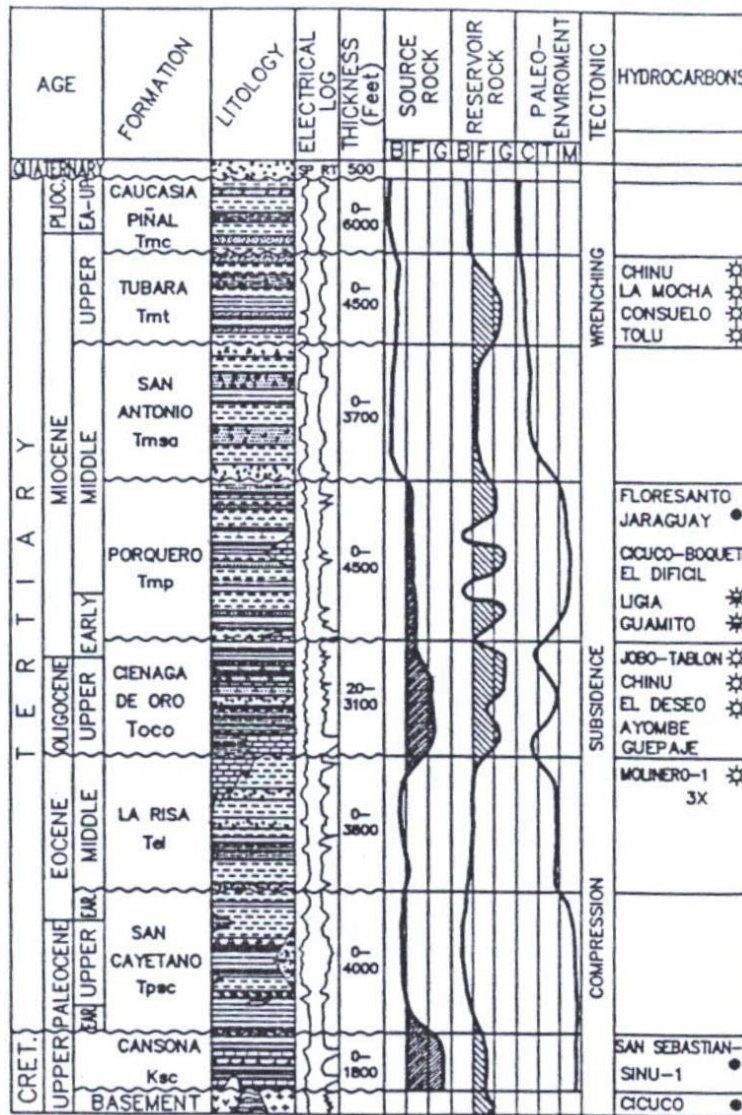 AGE
FORMATION
LITOLOGY
ELECTRICAL
LOG
THICKNESS
(Feet)
SOURCE
ROCK
RESERVOIR
ROCK
PALEO-
ENVIROMENT
TECTONIC
HYDROCARBONS
B F G B F G C T M
QUATERNARY
SP RT 500
TERTIARY
PLIOC.
EA-UP
CAUCASIA
PIÑAL
Tmc
0-
6000
MIOCENE
UPPER
TUBARA
Tmt
0-
4500
WRENCHING
CHINU
LA MOCHA
CONSUELO
TOLU
MIDDLE
SAN
ANTONIO
Tmsa
0-
3700
EARLY
PORQUERO
Tmp
0-
4500
FLORESANTO
JARAGUAY
CICUCO-BOQUET
EL DIFICIL
LIGIA
GUAMITO
OLIGOCENE
UPPER
CIENAGA
DE ORO
Toco
20-
3100
SUBSIDENCE
JOBO-TABLON
CHINU
EL DESEO
AYOMBE
GUEPAJE
EOCENE
MIDDLE
LA RISA
Tel
0-
3800
MOLINERO-1
3X
EAR.
PALEOCENE
UPPER
EAR.
SAN
CAYETANO
Tpsc
0-
4000
COMPRESSION
CRET.
UPPER
CANSONA
Ksc
0-
1800
SAN SEBASTIAN-
SINU-1
BASEMENT
CICUCO